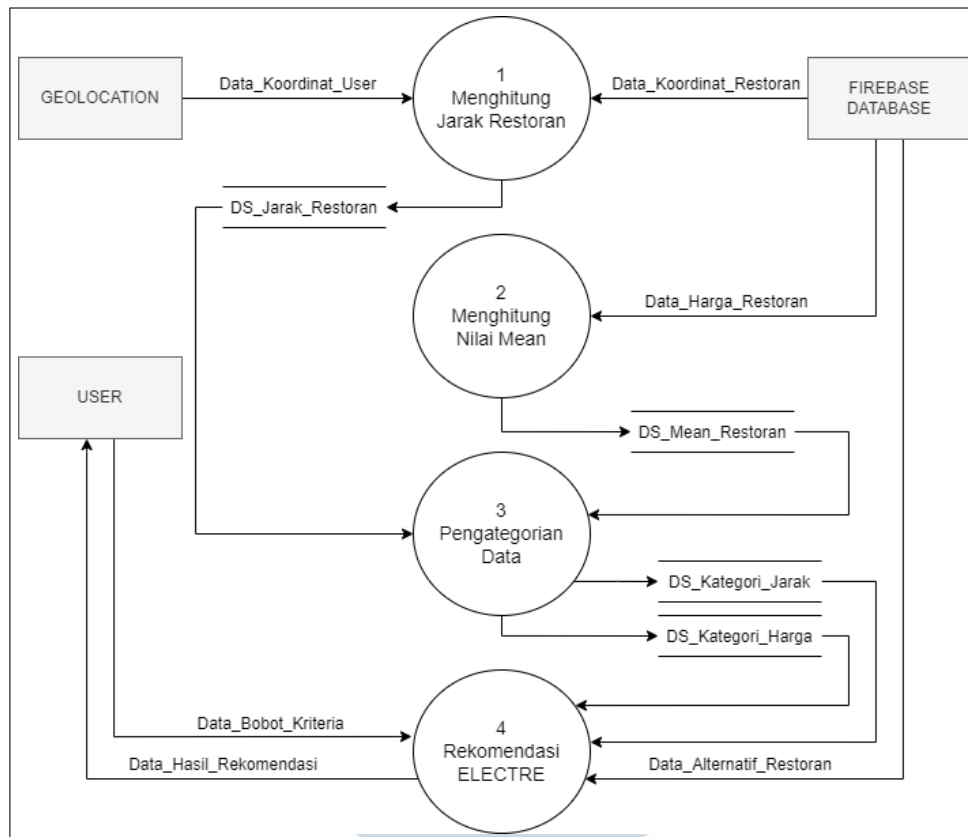 GEOLOCATION
Data_Koordinat_User
1
Menghitung
Jarak Restoran
Data_Koordinat_Restoran
FIREBASE
DATABASE
DS_Jarak_Restoran
2
Menghitung
Nilai Mean
Data_Harga_Restoran
USER
DS_Mean_Restoran
3
Pengategorian
Data
DS_Kategori_Jarak
DS_Kategori_Harga
Data_Bobot_Kriteria
Data_Hasil_Rekomendasi
4
Rekomendasi
ELECTRE
Data_Alternatif_Restoran